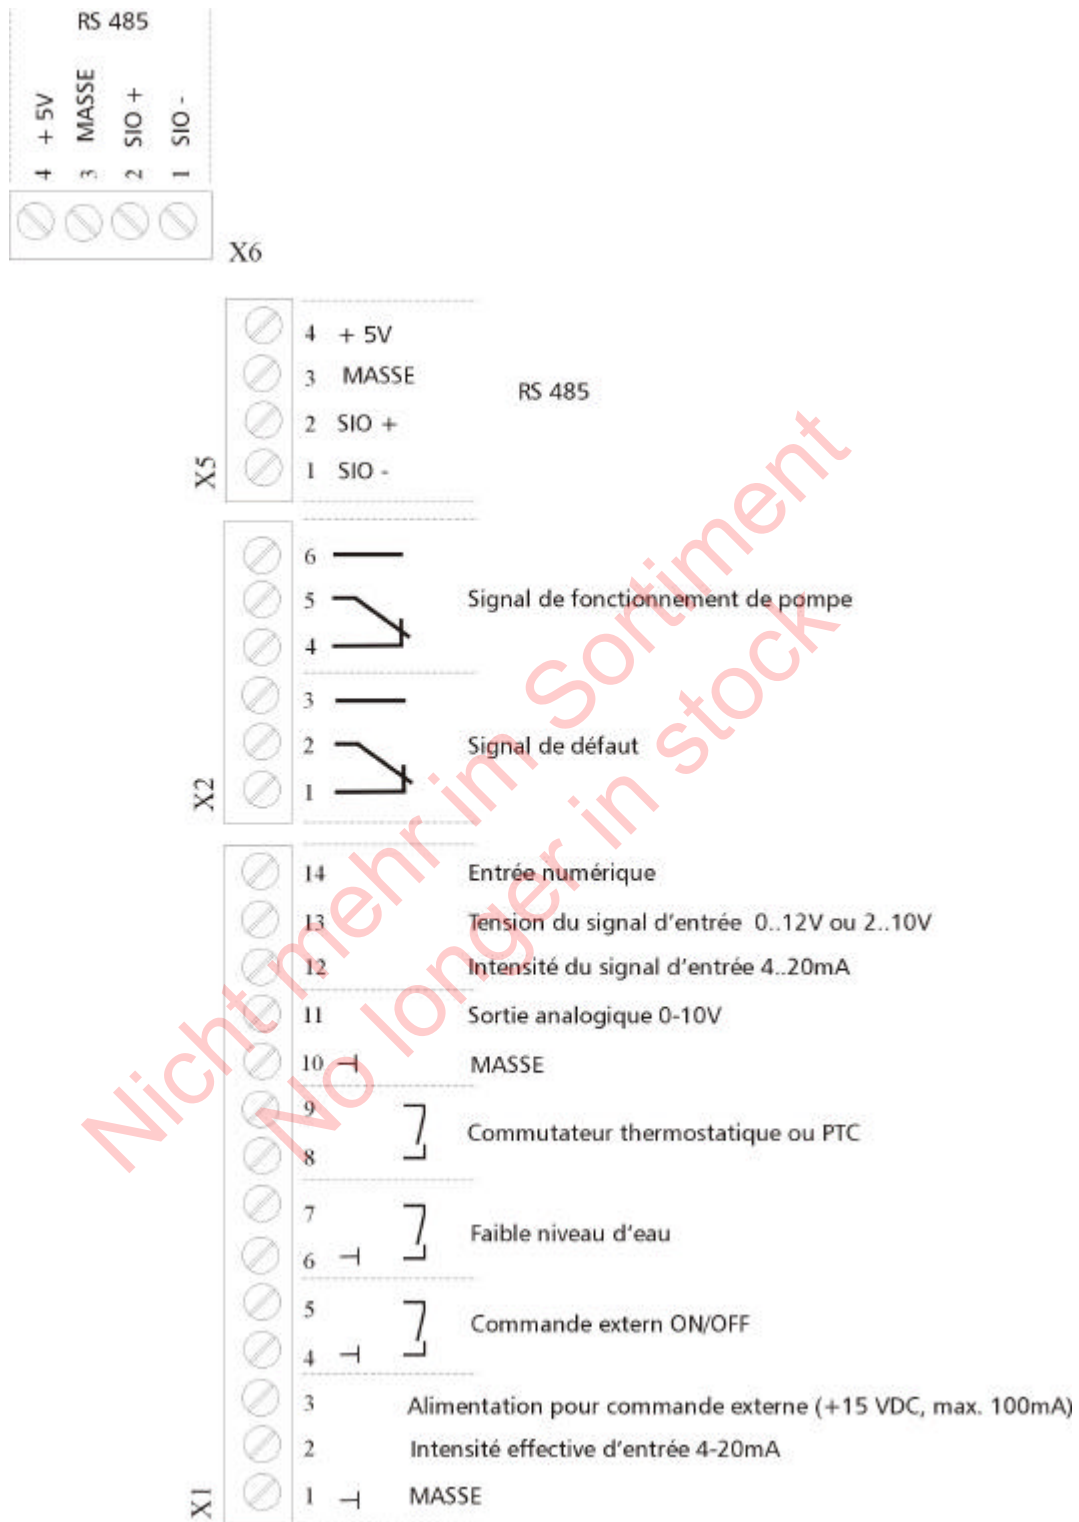 RS 485
4 + 5V
3 MASSE
2 SIO +
1 SIO -
X6
4 + 5V
3 MASSE
RS 485
2 SIO +
1 SIO -
X5
6
5
Signal de fonctionnement de pompe
4
3
2
Signal de défaut
1
X2
14 Entrée numérique
13 Tension du signal d'entrée 0..12V ou 2..10V
12 Intensité du signal d'entrée 4..20mA
11 Sortie analogique 0-10V
10 MASSE
9
Commutateur thermostatique ou PTC
8
7
Faible niveau d'eau
6
5
Commande extern ON/OFF
4
3 Alimentation pour commande externe (+15 VDC, max. 100mA)
2 Intensité effective d'entrée 4-20mA
1 MASSE
X1
Nicht mehr im Sortiment
No longer in stock